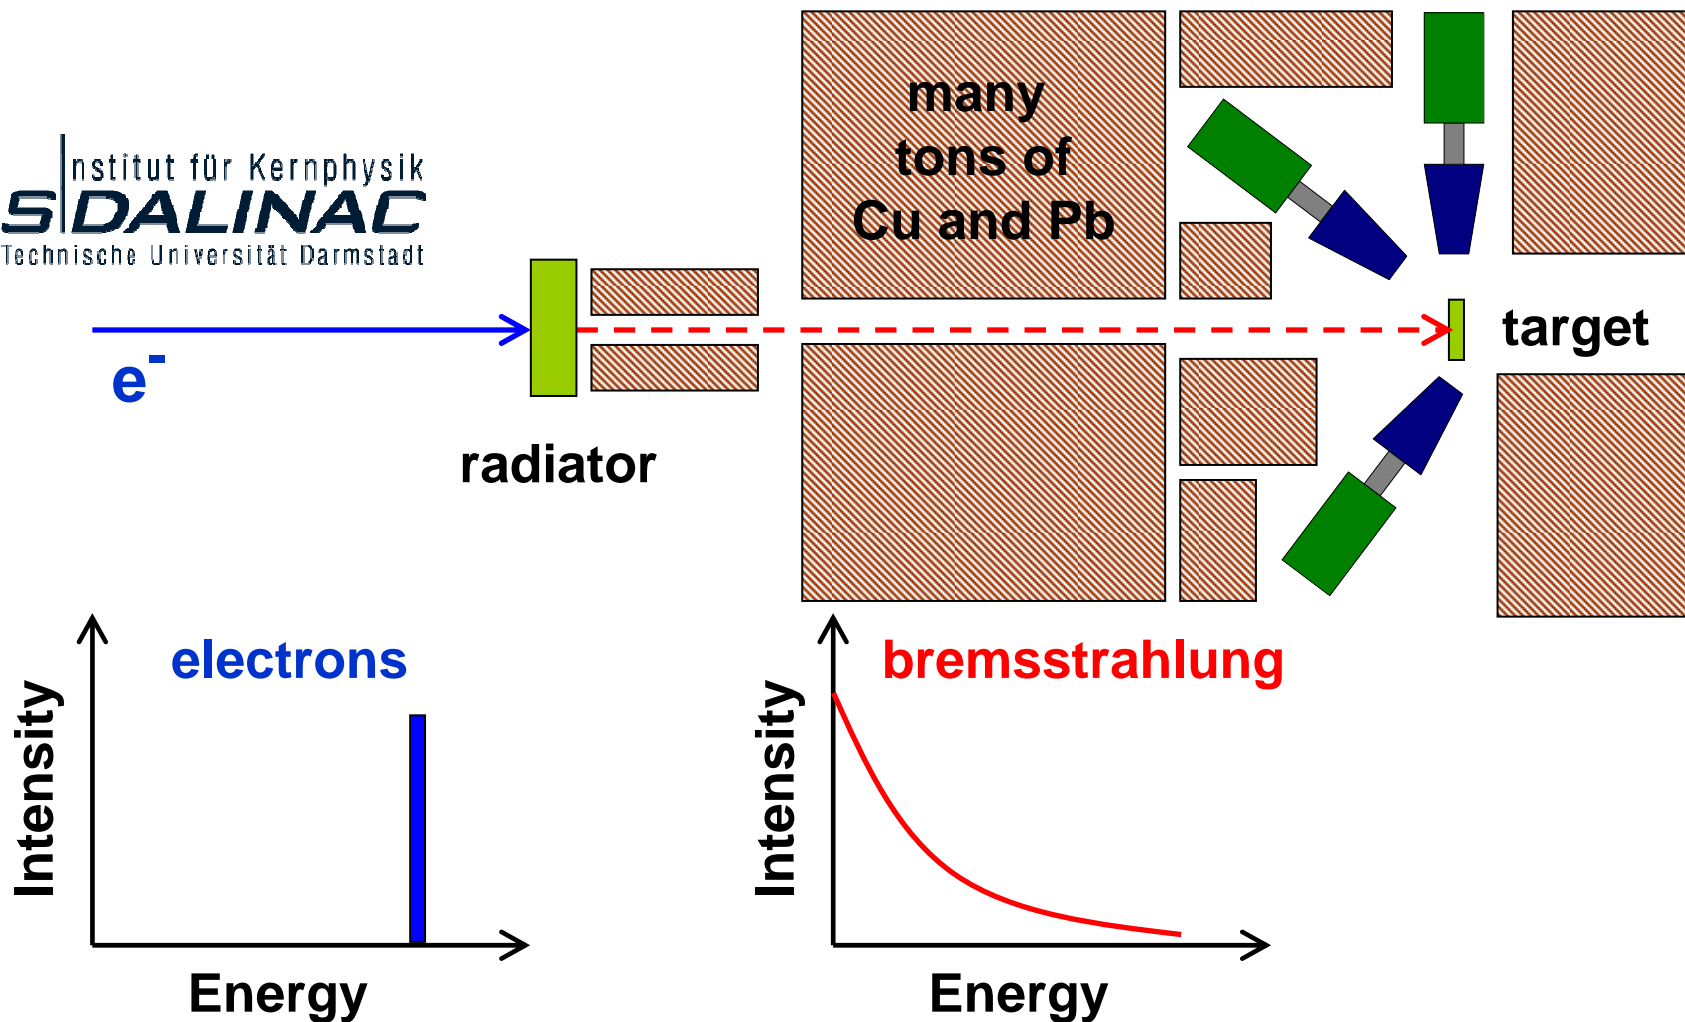 many
tons of
Cu and Pb
Institut für Kernphysik
S-DALINAC
Technische Universität Darmstadt
target
e-
radiator
electrons
Intensity
Energy
bremsstrahlung
Intensity
Energy